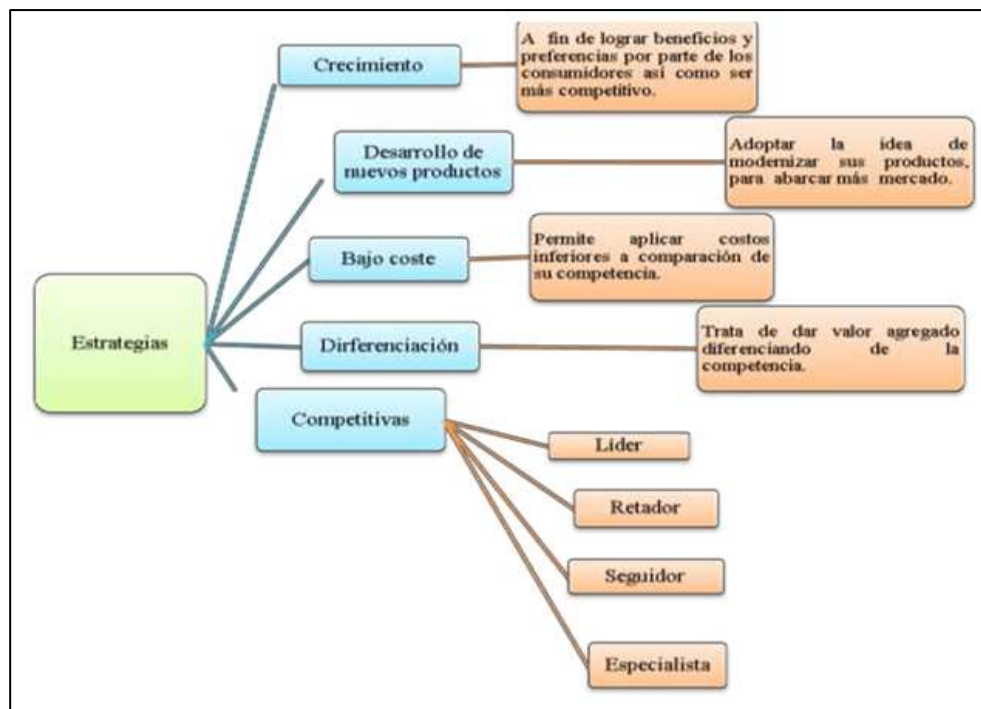 Crecimiento
A fin de lograr beneficios y
preferencias por parte de los
consumidores así como ser
más competitivo.
Desarrollo de
nuevos productos
Adoptar la idea de
modernizar sus productos,
para abarcar más mercado.
Bajo coste
Permite aplicar costos
inferiores a comparación de
su competencia.
Estrategias
Dirferenciación
Trata de dar valor agregado
diferenciando de la
competencia.
Competitivas
Líder
Retador
Seguidor
Especialista